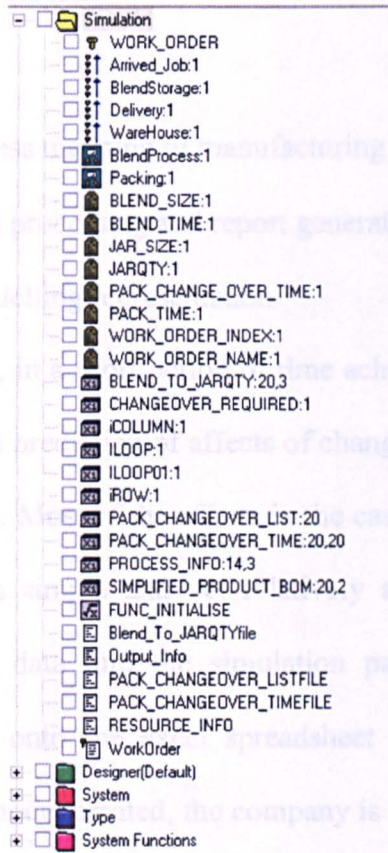 Simulation
WORK_ORDER
Arrived_Job:1
BlendStorage:1
Delivery:1
WareHouse:1
BlendProcess:1
Packing:1
BLEND_SIZE:1
BLEND_TIME:1
JAR_SIZE:1
JARQTY:1
PACK_CHANGE_OVER_TIME:1
PACK_TIME:1
WORK_ORDER_INDEX:1
WORK_ORDER_NAME:1
BLEND_TO_JARQTY:20,3
CHANGEOVER_REQUIRED:1
iCOLUMN:1
ILOOP:1
ILOOP01:1
iROW:1
PACK_CHANGEOVER_LIST:20
PACK_CHANGEOVER_TIME:20,20
PROCESS_INFO:14,3
SIMPLIFIED_PRODUCT_BOM:20,2
FUNC_INITIALISE
Blend_To_JARQTYfile
Output_Info
PACK_CHANGEOVER_LISTFILE
PACK_CHANGEOVER_TIMEFILE
RESOURCE_INFO
WorkOrder
Designer(Default)
System
Type
System Functions